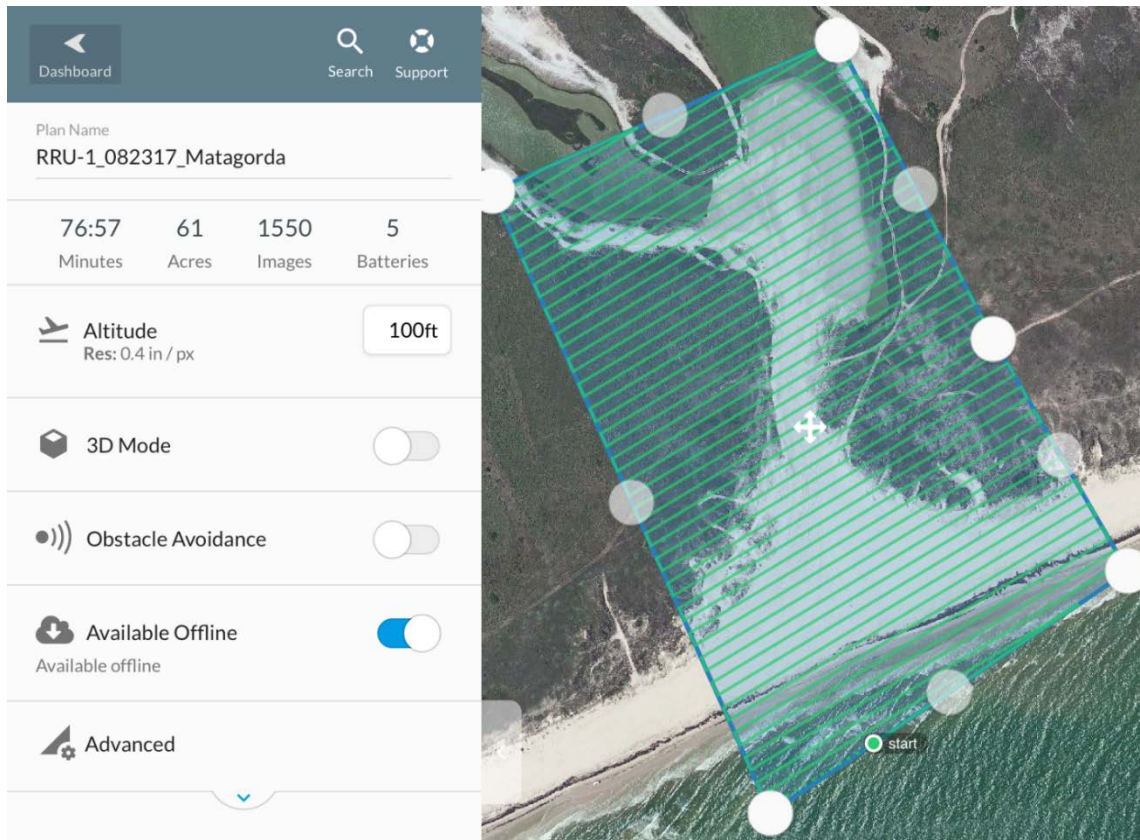 Dashboard
Search
Support
Plan Name
RRU-1_082317_Matagorda
76:57 61 1550 5
Minutes Acres Images Batteries
Altitude
100ft
Res: 0.4 in / px
3D Mode
Obstacle Avoidance
Available Offline
Available offline
Advanced
start